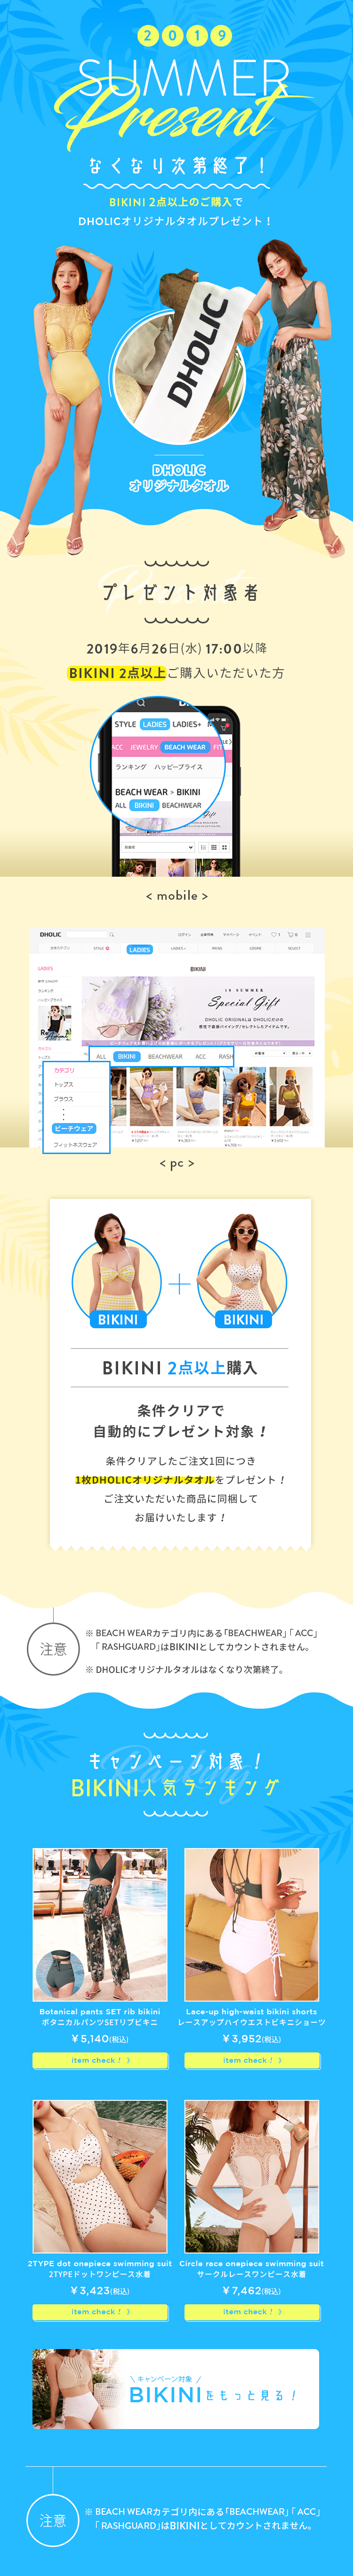 2019
SUMMER
Present
なくなり次第終了！
BIKINI 2点以上のご購入で
DHOLICオリジナルタオルプレゼント！
DHOLIC
DHOLIC
オリジナルタオル
プレゼント対象者
2019年6月26日(水) 17:00以降
BIKINI 2点以上ご購入いただいた方
STYLE LADIES LADIES+
ACC JEWELRY BEACH WEAR FIT
ランキング ハッピープライス
BEACH WEAR > BIKINI
ALL BIKINI BEACHWEAR
< mobile >
DHOLIC
LADIES
LADIES
BIKINI
IN SUMMER
Special Gift
ALL BIKINI BEACHWEAR ACC RASH
カテゴリ
トップス
ブラウス
ビーチウェア
フィットネスウェア
< pc >
BIKINI
BIKINI
BIKINI 2点以上購入
条件クリアで
自動的にプレゼント対象！
条件クリアしたご注文1回につき
1枚DHOLICオリジナルタオルをプレゼント！
ご注文いただいた商品に同梱して
お届けいたします！
注意
※ BEACH WEARカテゴリ内にある「BEACHWEAR」「 ACC」
「 RASHGUARD」はBIKINIとしてカウントされません。
※ DHOLICオリジナルタオルはなくなり次第終了。
キャンペーン対象！
BIKINI人気ランキング
Botanical pants SET rib bikini
ボタニカルパンツSETリブビキニ
￥5,140(税込)
item check！ 》
Lace-up high-waist bikini shorts
レースアップハイウエストビキニショーツ
￥3,952(税込)
item check！ 》
2TYPE dot onepiece swimming suit
2TYPEドットワンピース水着
￥3,423(税込)
item check！ 》
Circle race onepiece swimming suit
サークルレースワンピース水着
￥7,462(税込)
item check！ 》
＼ キャンペーン対象 ／
BIKINIをもっと見る！
注意
※ BEACH WEARカテゴリ内にある「BEACHWEAR」「 ACC」
「 RASHGUARD」はBIKINIとしてカウントされません。